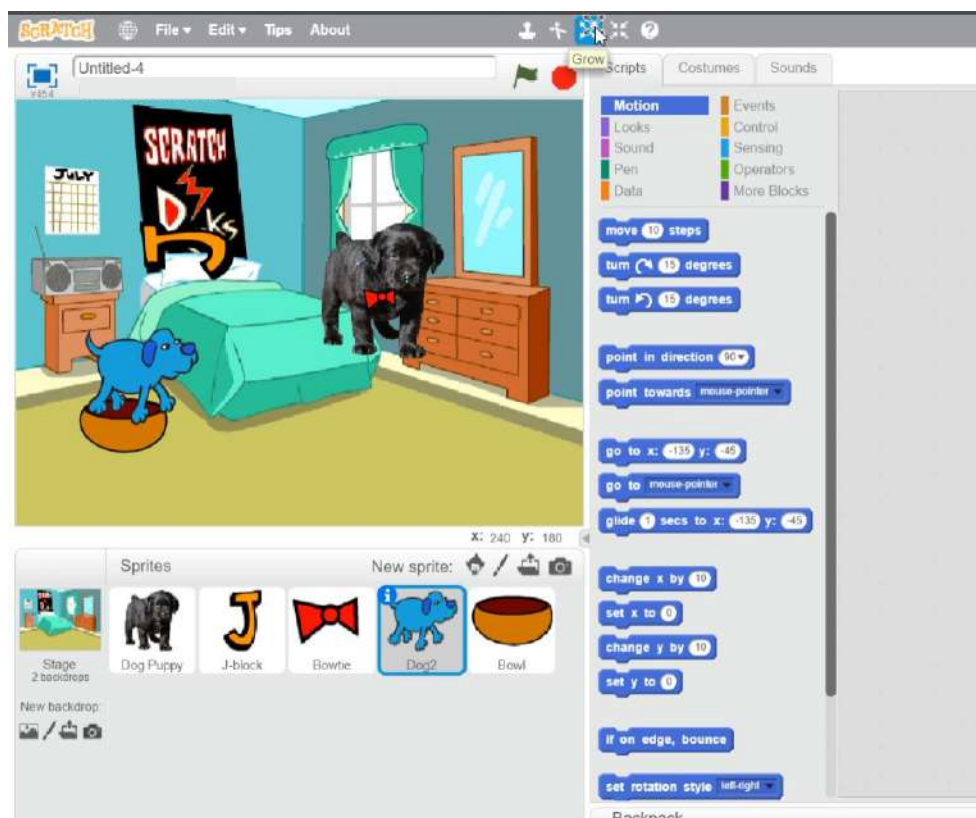 SCRATCH File Edit Tips About
Grow
Untitled-4
v454
Scripts Costumes Sounds
Motion Events
Looks Control
Sound Sensing
Pen Operators
Data More Blocks
JULY
SCRATCH
D
Ks
move 10 steps
turn 15 degrees
turn 15 degrees
point in direction 90
point towards mouse-pointer
go to x: -135 y: -45
go to mouse-pointer
glide 1 secs to x: -135 y: -45
change x by 10
set x to 0
change y by 10
set y to 0
if on edge, bounce
set rotation style left-right
Backpack
X: 240 Y: 180
Sprites New sprite:
Stage
2 backdrops
New backdrop:
J
Dog Puppy J-block Bowtie Dog2 Bowl